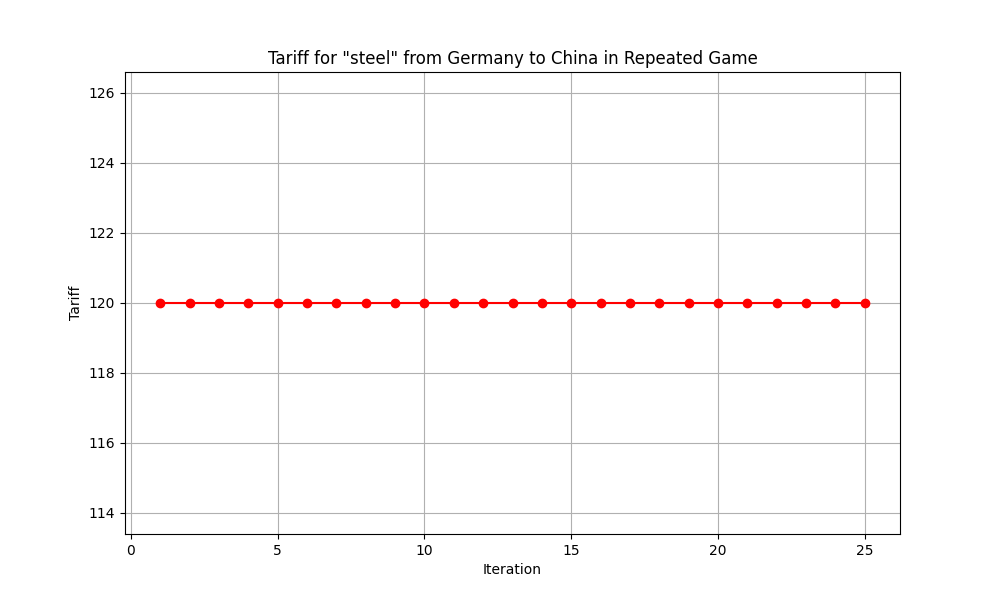 Tariff for "steel" from Germany to China in Repeated Game
126
124
122
120
118
116
114
Tariff
0 5 10 15 20 25
Iteration